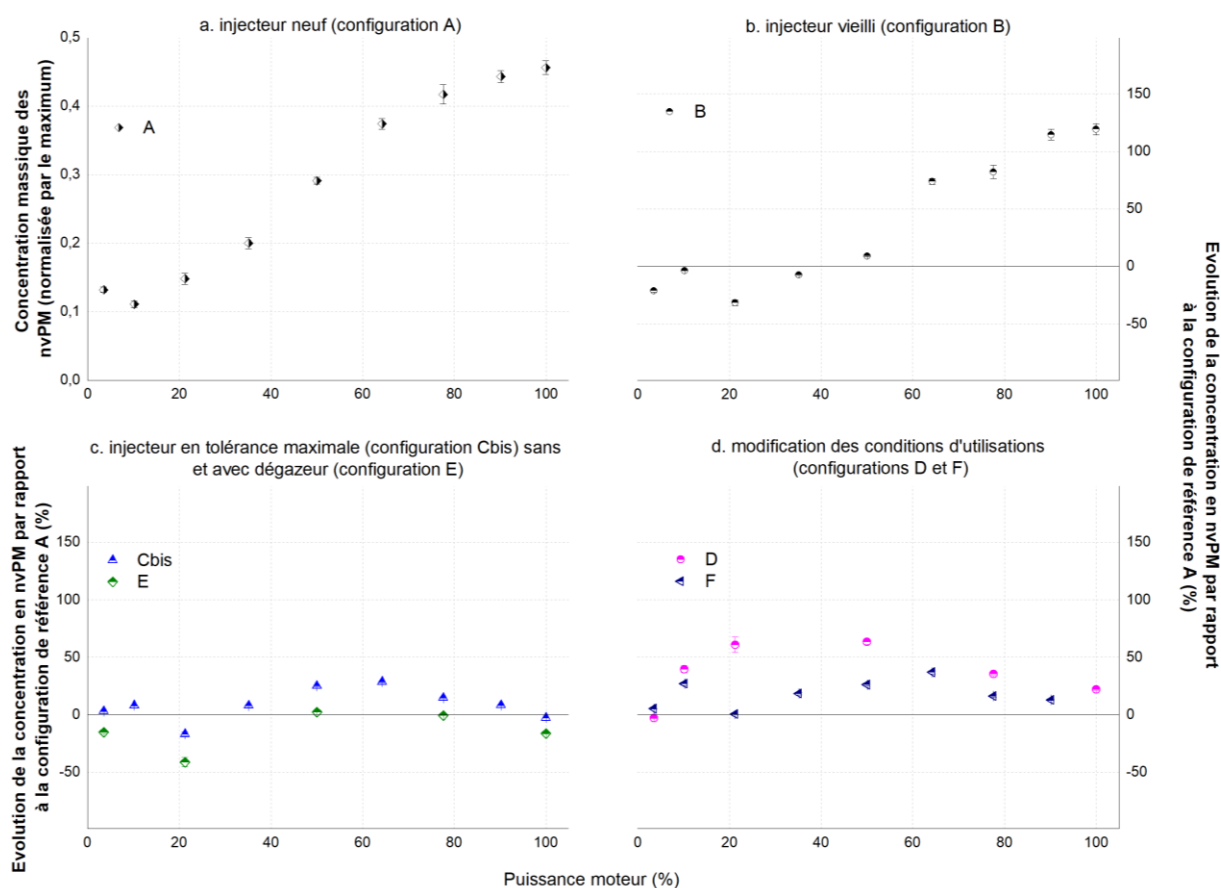 a. injecteur neuf (configuration A)
b. injecteur vieilli (configuration B)
Concentration massique des
nvPM (normalisée par le maximum)
0,5
0,4
0,3
0,2
0,1
0,0
A
0
20
40
60
80
100
B
150
100
50
0
-50
0
20
40
60
80
100
Evolution de la concentration en nvPM par rapport
à la configuration de référence A (%)
c. injecteur en tolérance maximale (configuration Cbis) sans
et avec dégazeur (configuration E)
d. modification des conditions d'utilisations
(configurations D et F)
Evolution de la concentration en nvPM par rapport
à la configuration de référence A (%)
150
100
50
0
-50
Cbis
E
0
20
40
60
80
100
D
F
150
100
50
0
-50
0
20
40
60
80
100
Puissance moteur (%)